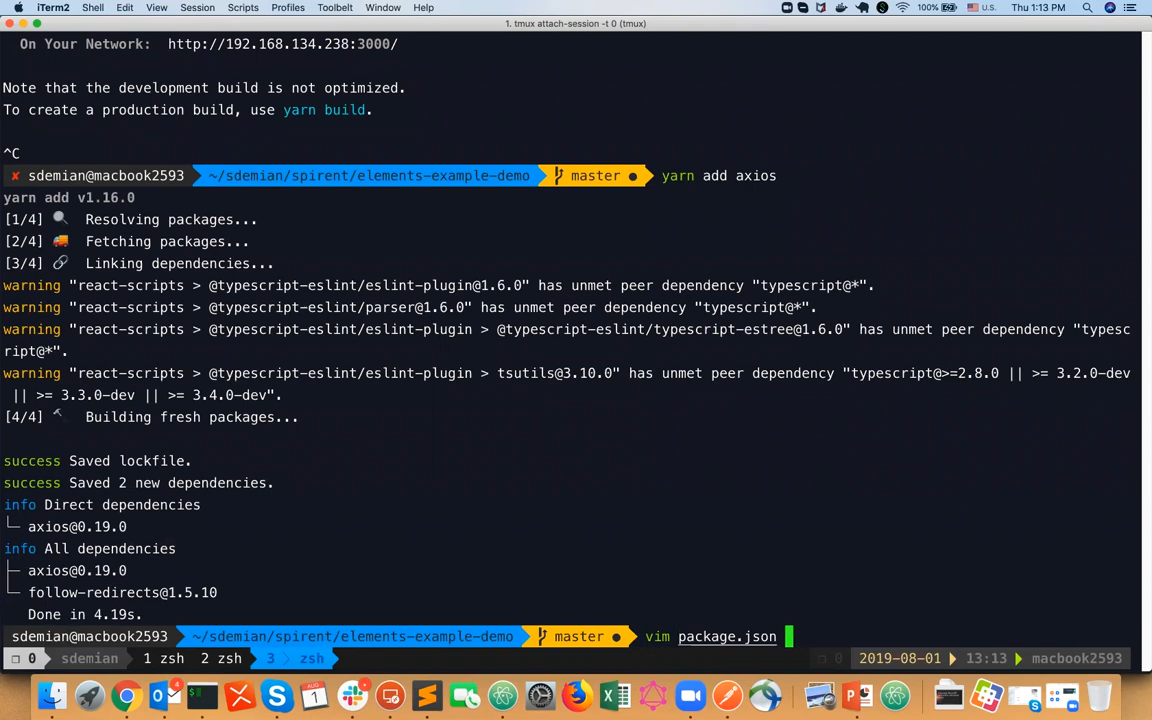 iTerm2 Shell Edit View Session Scripts Profiles Toolbelt Window Help 100% U.S. Thu 1:13 PM
1. tmux attach-session -t 0 (tmux)
On Your Network: http://192.168.134.238:3000/
Note that the development build is not optimized.
To create a production build, use yarn build.
^C
✘ sdemian@macbook2593 ~/sdemian/spirent/elements-example-demo master ● yarn add axios
yarn add v1.16.0
[1/4] 🔍 Resolving packages...
[2/4] 🚚 Fetching packages...
[3/4] 🔗 Linking dependencies...
warning "react-scripts > @typescript-eslint/eslint-plugin@1.6.0" has unmet peer dependency "typescript@*".
warning "react-scripts > @typescript-eslint/parser@1.6.0" has unmet peer dependency "typescript@*".
warning "react-scripts > @typescript-eslint/eslint-plugin > @typescript-eslint/typescript-estree@1.6.0" has unmet peer dependency "typesc
ript@*".
warning "react-scripts > @typescript-eslint/eslint-plugin > tsutils@3.10.0" has unmet peer dependency "typescript@>=2.8.0 || >= 3.2.0-dev
|| >= 3.3.0-dev || >= 3.4.0-dev".
[4/4] 🔨 Building fresh packages...
success Saved lockfile.
success Saved 2 new dependencies.
info Direct dependencies
└─ axios@0.19.0
info All dependencies
├─ axios@0.19.0
└─ follow-redirects@1.5.10
Done in 4.19s.
sdemian@macbook2593 ~/sdemian/spirent/elements-example-demo master ● vim package.json
❐ 0 sdemian 1 zsh 2 zsh 3 zsh ❐ 0 2019-08-01 13:13 macbook2593
4
1